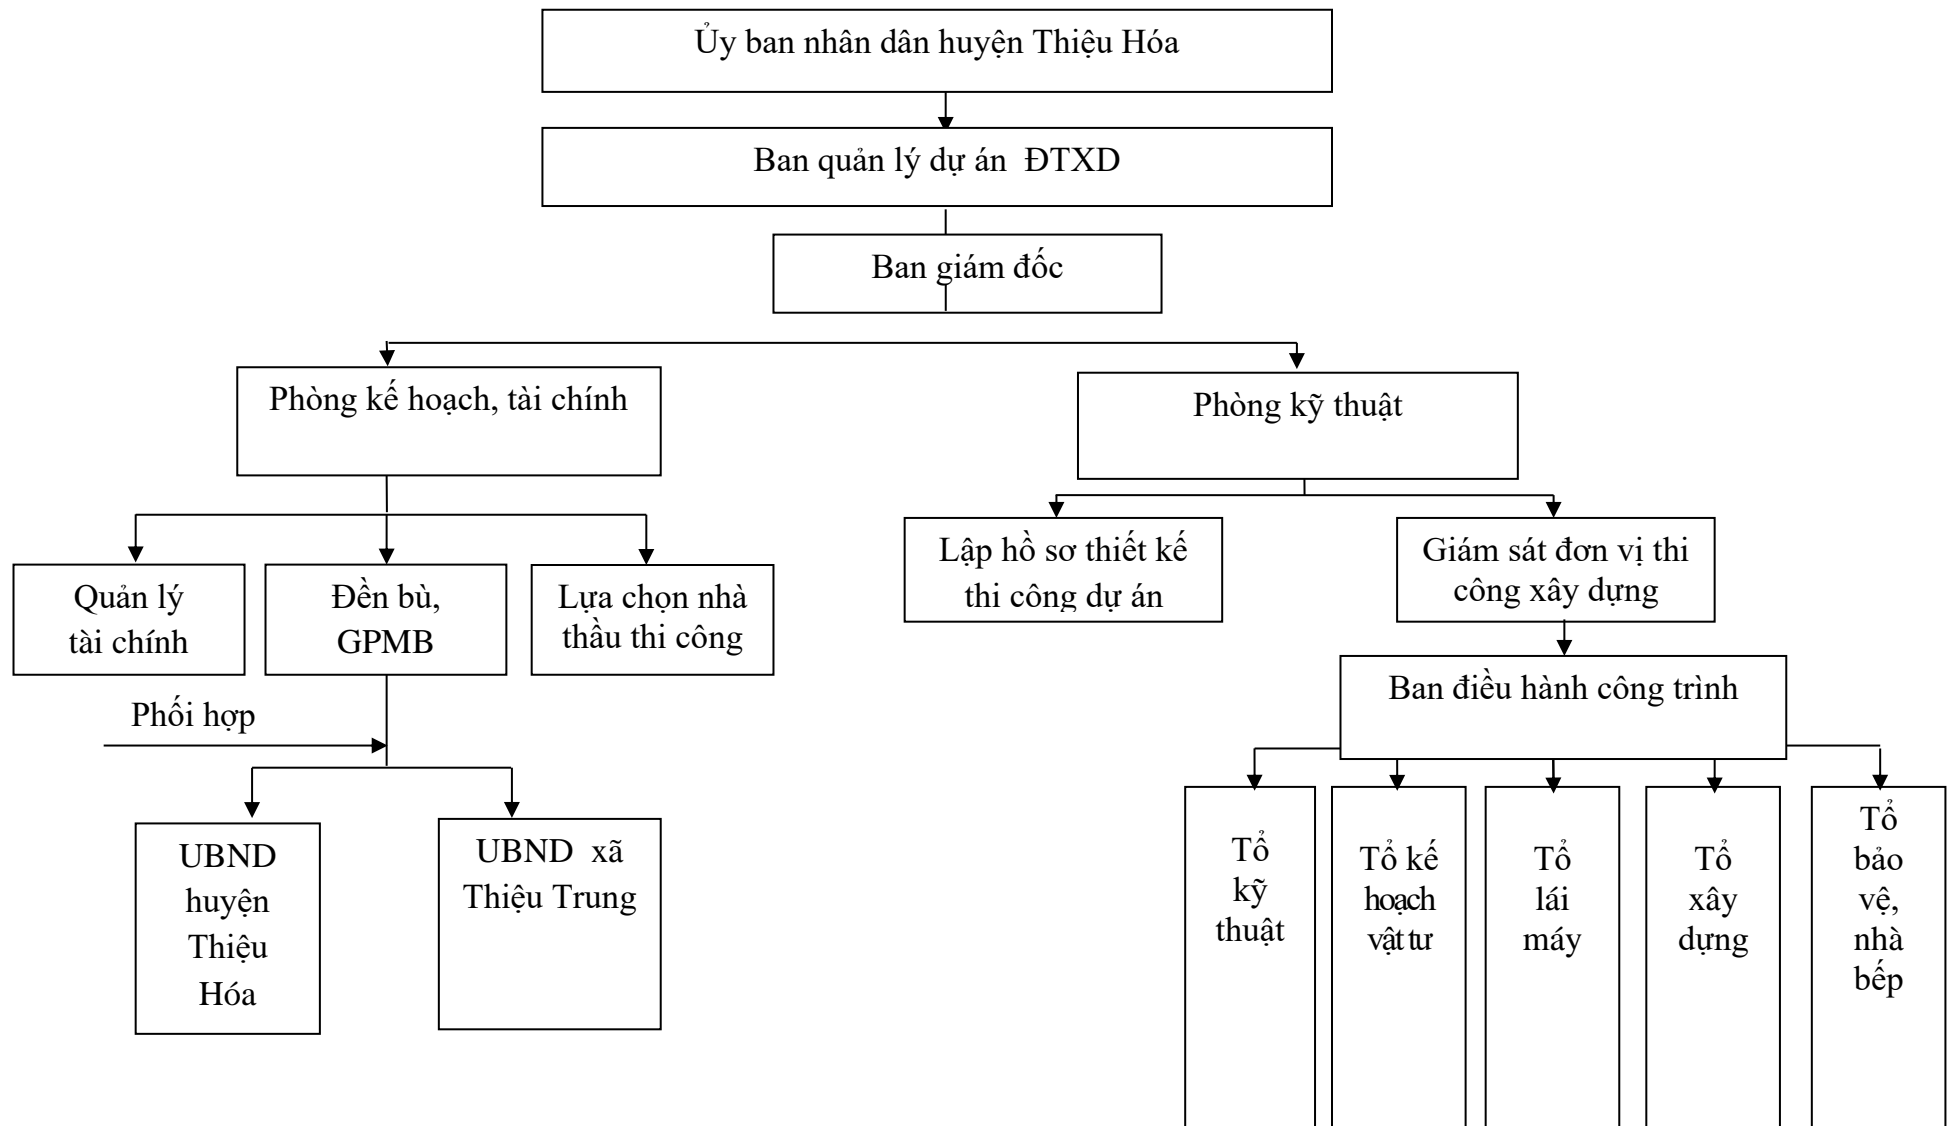 Ủy ban nhân dân huyện Thiệu Hóa
Ban quản lý dự án ĐTXD
Ban giám đốc
Phòng kế hoạch, tài chính
Phòng kỹ thuật
Quản lý
tài chính
Đền bù,
GPMB
Lựa chọn nhà
thầu thi công
Lập hồ sơ thiết kế
thi công dự án
Giám sát đơn vị thi
công xây dựng
Phối hợp
Ban điều hành công trình
UBND
huyện
Thiệu
Hóa
UBND xã
Thiệu Trung
Tổ
kỹ
thuật
Tổ kế
hoạch
vật tư
Tổ
lái
máy
Tổ
xây
dựng
Tổ
bảo
vệ,
nhà
bếp